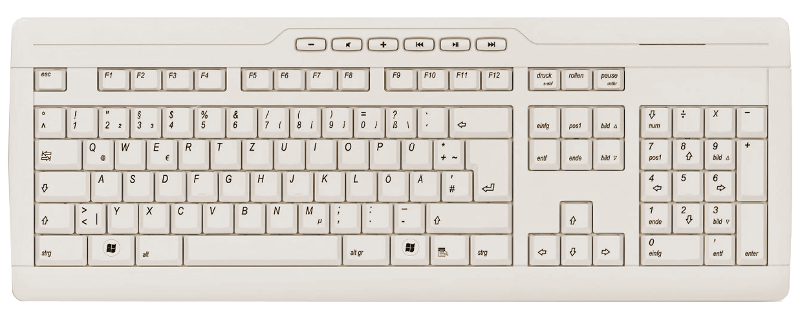 esc F1 F2 F3 F4 F5 F6 F7 F8 F9 F10 F11 F12 druck rollen pause
° ^ ! 1 " 2 ² § 3 ³ $ 4 % 5 & 6 / 7 { ( 8 [ ) 9 ] = 0 } ? ß \ einfg pos1 bild num ÷ X −
Q @ W E € R T Z U I O P Ü * + ~ entf ende bild 7 pos1 8 9 bild +
A S D F G H J K L Ö Ä ' # 4 5 6
> < | Y X C V B N M µ ; , : . _ - 1 ende 2 3 bild
strg alt alt gr strg 0 einfg , entf enter